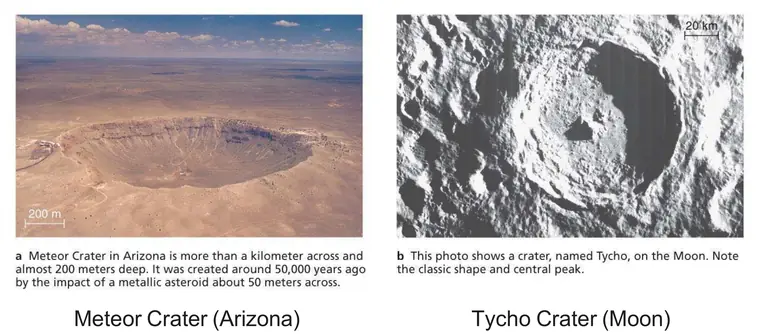 20 km
200 m
a Meteor Crater in Arizona is more than a kilometer across and
almost 200 meters deep. It was created around 50,000 years ago
by the impact of a metallic asteroid about 50 meters across.
b This photo shows a crater, named Tycho, on the Moon. Note
the classic shape and central peak.
Meteor Crater (Arizona)
Tycho Crater (Moon)